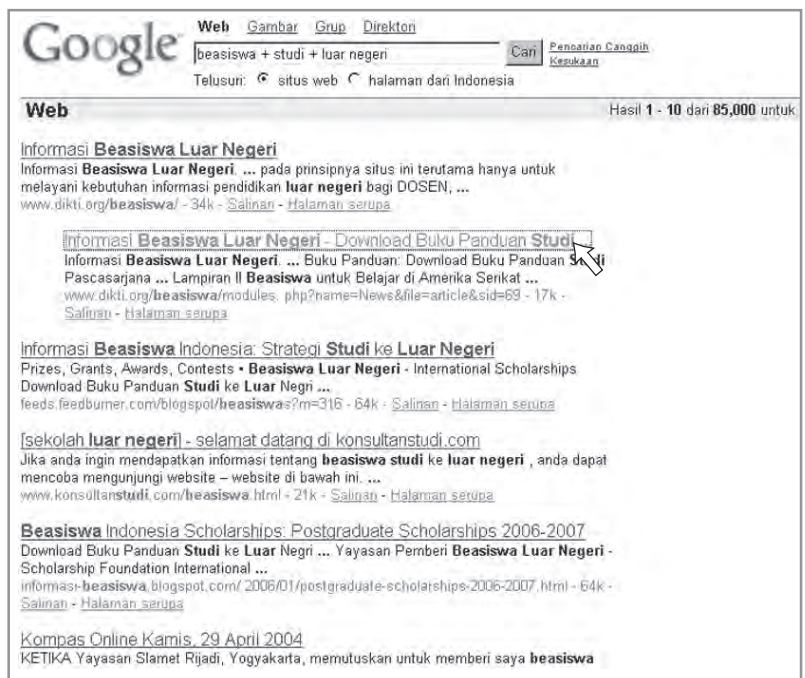 Google
Web Gambar Grup Direktori
beasiswa + studi + luar negeri Cari Pencarian Canggih
Kesukaan
Telusuri: situs web halaman dari Indonesia
Web Hasil 1 - 10 dari 85,000 untuk
Informasi Beasiswa Luar Negeri
Informasi Beasiswa Luar Negeri. ... pada prinsipnya situs ini terutama hanya untuk
melayani kebutuhan informasi pendidikan luar negeri bagi DOSEN, ...
www.dikti.org/beasiswa/ - 34k - Salinan - Halaman serupa
Informasi Beasiswa Luar Negeri - Download Buku Panduan Studi ...
Informasi Beasiswa Luar Negeri. ... Buku Panduan: Download Buku Panduan Studi
Pascasarjana ... Lampiran II Beasiswa untuk Belajar di Amerika Serikat ...
www.dikti.org/beasiswa/modules. php?name=News&file=article&sid=69 - 17k -
Salinan - Halaman serupa
Informasi Beasiswa Indonesia: Strategi Studi ke Luar Negeri
Prizes, Grants, Awards, Contests • Beasiswa Luar Negeri - International Scholarships
Download Buku Panduan Studi ke Luar Negri ...
feeds.feedburner.com/blogspot/beasiswas?m=316 - 64k - Salinan - Halaman serupa
[sekolah luar negeri] - selamat datang di konsultanstudi.com
Jika anda ingin mendapatkan informasi tentang beasiswa studi ke luar negeri , anda dapat
mencoba mengunjungi website – website di bawah ini. ...
www.konsultanstudi.com/beasiswa.html - 21k - Salinan - Halaman serupa
Beasiswa Indonesia Scholarships: Postgraduate Scholarships 2006-2007
Download Buku Panduan Studi ke Luar Negri ... Yayasan Pemberi Beasiswa Luar Negeri -
Scholarship Foundation International ...
informasi-beasiswa.blogspot.com/ 2006/01/postgraduate-scholarships-2006-2007.html - 64k -
Salinan - Halaman serupa
Kompas Online Kamis, 29 April 2004
KETIKA Yayasan Slamet Rijadi, Yogyakarta, memutuskan untuk memberi saya beasiswa